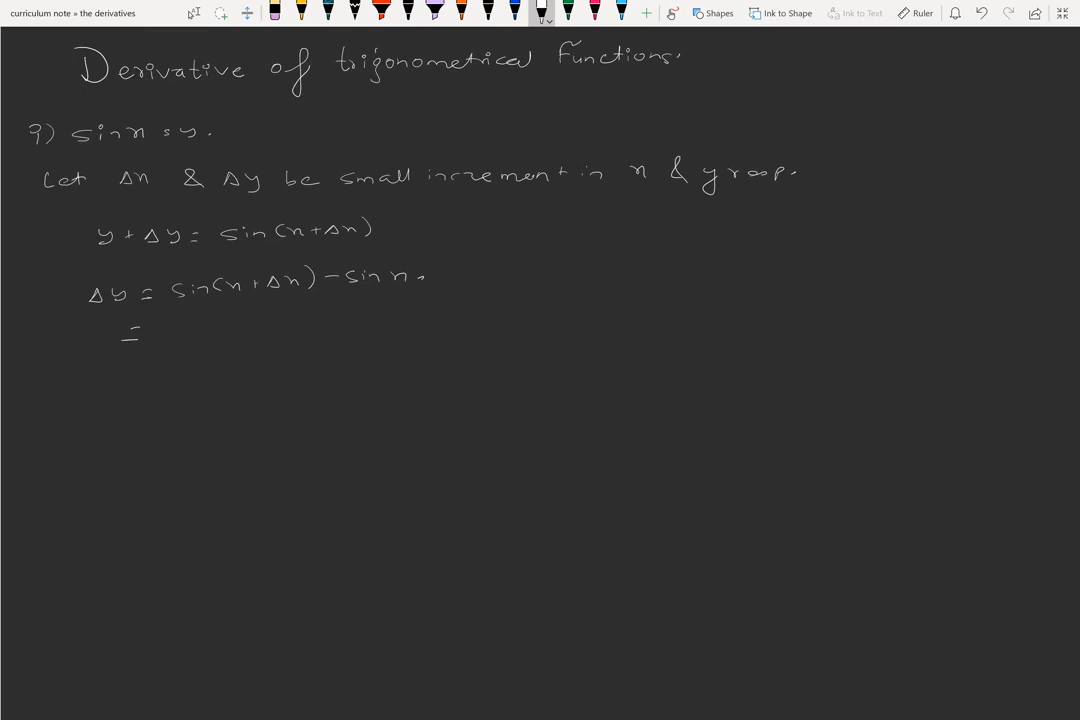 curriculum note » the derivatives
Shapes Ink to Shape Ink to Text Ruler
Derivative of trigonometrical Functions.
i) sin x = y.
Let Δx & Δy be small increment in x & y resp.
y + Δy = sin(x + Δx)
Δy = sin(x + Δx) - sin x.
=